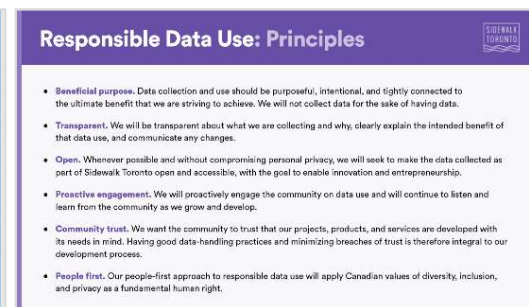 Responsible Data Use: Principles
SIDEWALK
TORONTO
• Beneficial purpose. Data collection and use should be purposeful, intentional, and tightly connected to
the ultimate benefit that we are striving to achieve. We will not collect data for the sake of having data.
• Transparent. We will be transparent about what we are collecting and why, clearly explain the intended benefit of
that data use, and communicate any changes.
• Open. Whenever possible and without compromising personal privacy, we will seek to make the data collected as
part of Sidewalk Toronto open and accessible, with the goal to enable innovation and entrepreneurship.
• Proactive engagement. We will proactively engage the community on data use and will continue to listen and
learn from the community as we grow and develop.
• Community trust. We want the community to trust that our projects, products, and services are developed with
its needs in mind. Having good data-handling practices and minimizing breaches of trust is therefore integral to our
development process.
• People first. Our people-first approach to responsible data use will apply Canadian values of diversity, inclusion,
and privacy as a fundamental human right.